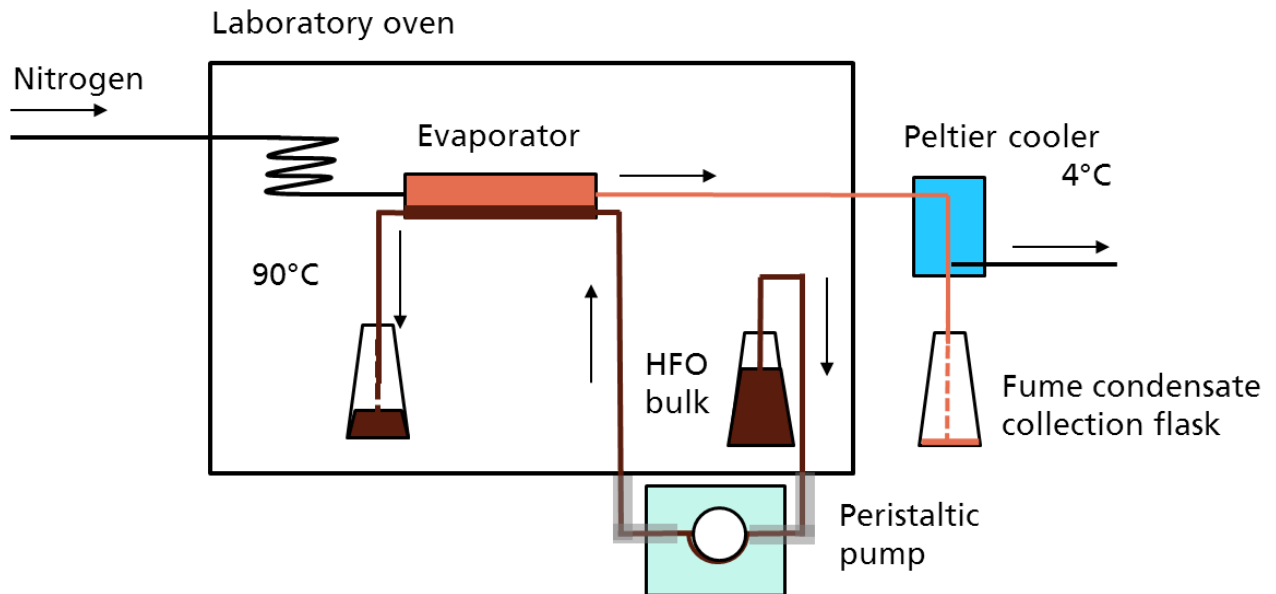 Laboratory oven
Nitrogen
Evaporator
Peltier cooler
4°C
90°C
HFO
bulk
Fume condensate
collection flask
Peristaltic
pump